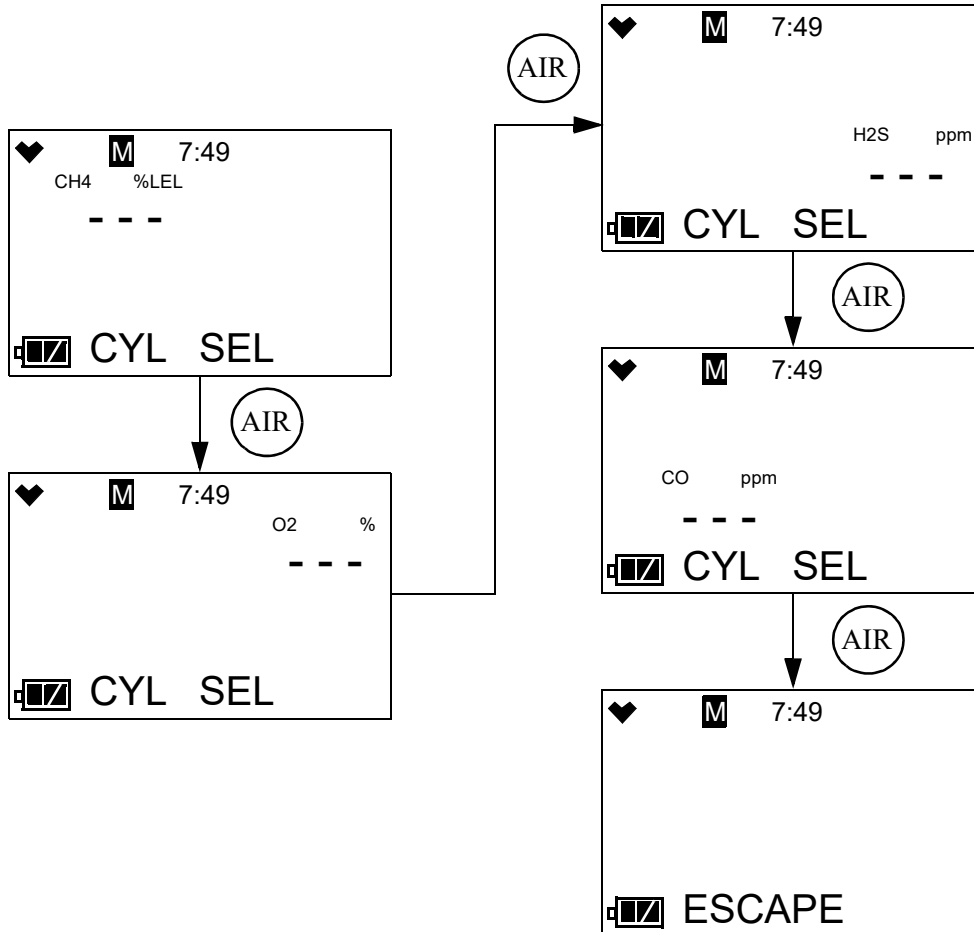 M 7:49
CH4 %LEL
- - -
CYL SEL
AIR
M 7:49
O2 %
- - -
CYL SEL
AIR
M 7:49
H2S ppm
- - -
CYL SEL
AIR
M 7:49
CO ppm
- - -
CYL SEL
AIR
M 7:49
ESCAPE